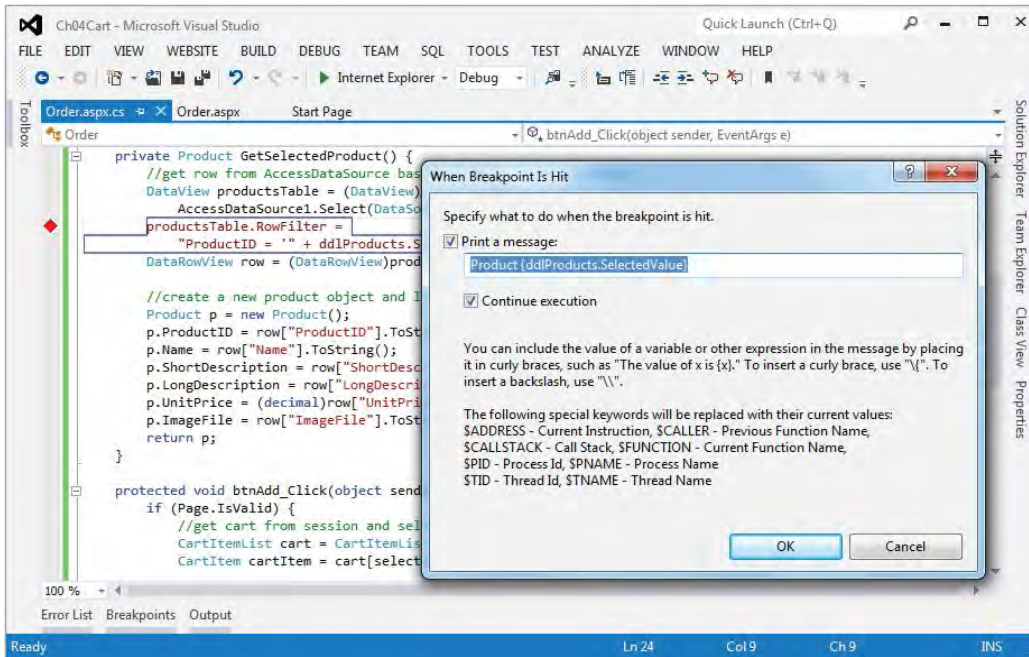 Ch04Cart - Microsoft Visual Studio
Quick Launch (Ctrl+Q)
FILE EDIT VIEW WEBSITE BUILD DEBUG TEAM SQL TOOLS TEST ANALYZE WINDOW HELP
Internet Explorer Debug
Toolbox
Order.aspx.cs Order.aspx Start Page
Order btnAdd_Click(object sender, EventArgs e)
private Product GetSelectedProduct() {
//get row from AccessDataSource bas
DataView productsTable = (DataView)
AccessDataSource1.Select(DataSo
productsTable.RowFilter =
"ProductID = '" + ddlProducts.S
DataRowView row = (DataRowView)prod
//create a new product object and l
Product p = new Product();
p.ProductID = row["ProductID"].ToSt
p.Name = row["Name"].ToString();
p.ShortDescription = row["ShortDesc
p.LongDescription = row["LongDescri
p.UnitPrice = (decimal)row["UnitPri
p.ImageFile = row["ImageFile"].ToSt
return p;
}
protected void btnAdd_Click(object send
if (Page.IsValid) {
//get cart from session and sel
CartItemList cart = CartItemLis
CartItem cartItem = cart[select
When Breakpoint Is Hit
Specify what to do when the breakpoint is hit.
Print a message:
Product {ddlProducts.SelectedValue}
Continue execution
You can include the value of a variable or other expression in the message by placing
it in curly braces, such as "The value of x is {x}." To insert a curly brace, use "\{". To
insert a backslash, use "\\".
The following special keywords will be replaced with their current values:
$ADDRESS - Current Instruction, $CALLER - Previous Function Name,
$CALLSTACK - Call Stack, $FUNCTION - Current Function Name,
$PID - Process Id, $PNAME - Process Name
$TID - Thread Id, $TNAME - Thread Name
OK Cancel
Solution Explorer
Team Explorer
Class View
Properties
100 %
Error List Breakpoints Output
Ready Ln 24 Col 9 Ch 9 INS